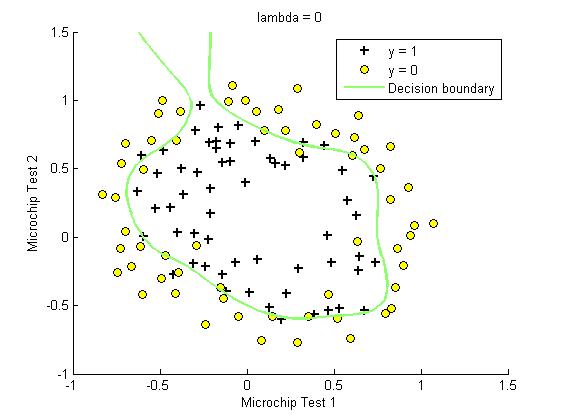 lambda = 0
1.5
y = 1
y = 0
Decision boundary
1
0.5
Microchip Test 2
0
-0.5
-1
-1 -0.5 0 0.5 1 1.5
Microchip Test 1